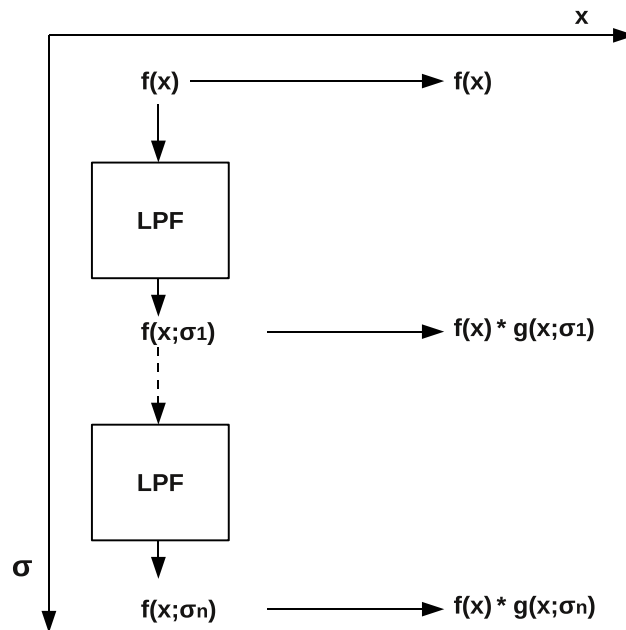 x
f(x) f(x)
LPF
f(x;σ1) f(x) * g(x;σ1)
LPF
σ
f(x;σn) f(x) * g(x;σn)